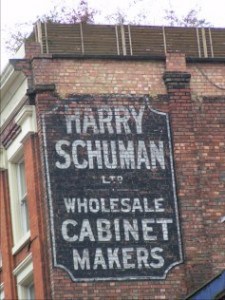 HARRY
SCHUMAN
LTD
WHOLESALE
CABINET
MAKERS